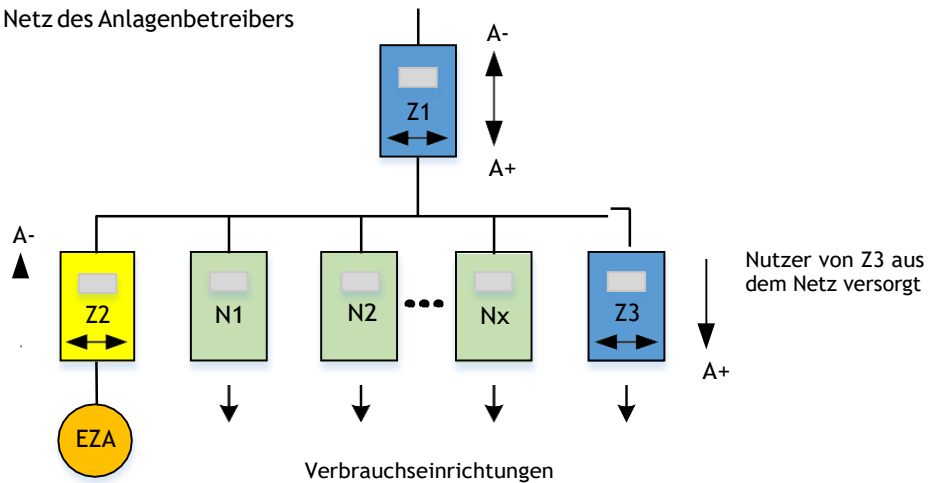 Netz des Anlagenbetreibers
A-
Z1
A+
A-
Z2
N1
N2
Nx
Z3
Nutzer von Z3 aus
dem Netz versorgt
A+
EZA
Verbrauchseinrichtungen